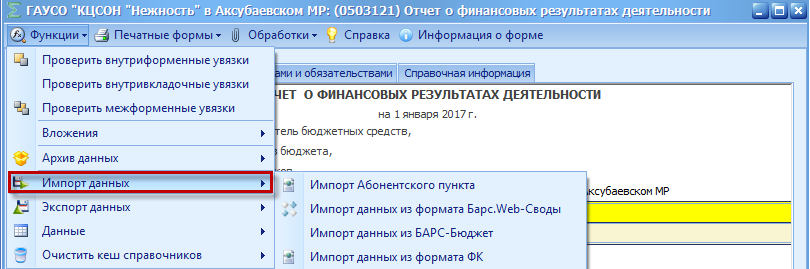 ГАУСО "КЦСОН "Нежность" в Аксубаевском МР: (0503121) Отчет о финансовых результатах деятельности
Функции Печатные формы Обработки Справка Информация о форме
Проверить внутриформенные увязки
Проверить внутривкладочные увязки
Проверить межформенные увязки
Вложения
Архив данных
Импорт данных
Экспорт данных
Данные
Очистить кеш справочников
ами и обязательствами Справочная информация
ЧЕТ О ФИНАНСОВЫХ РЕЗУЛЬТАТАХ ДЕЯТЕЛЬНОСТИ
на 1 января 2017 г.
тель бюджетных средств,
в бюджета,
Аксубаевском МР
Импорт Абонентского пункта
Импорт данных из формата Барс.Web-Своды
Импорт данных из БАРС-Бюджет
Импорт данных из формата ФК